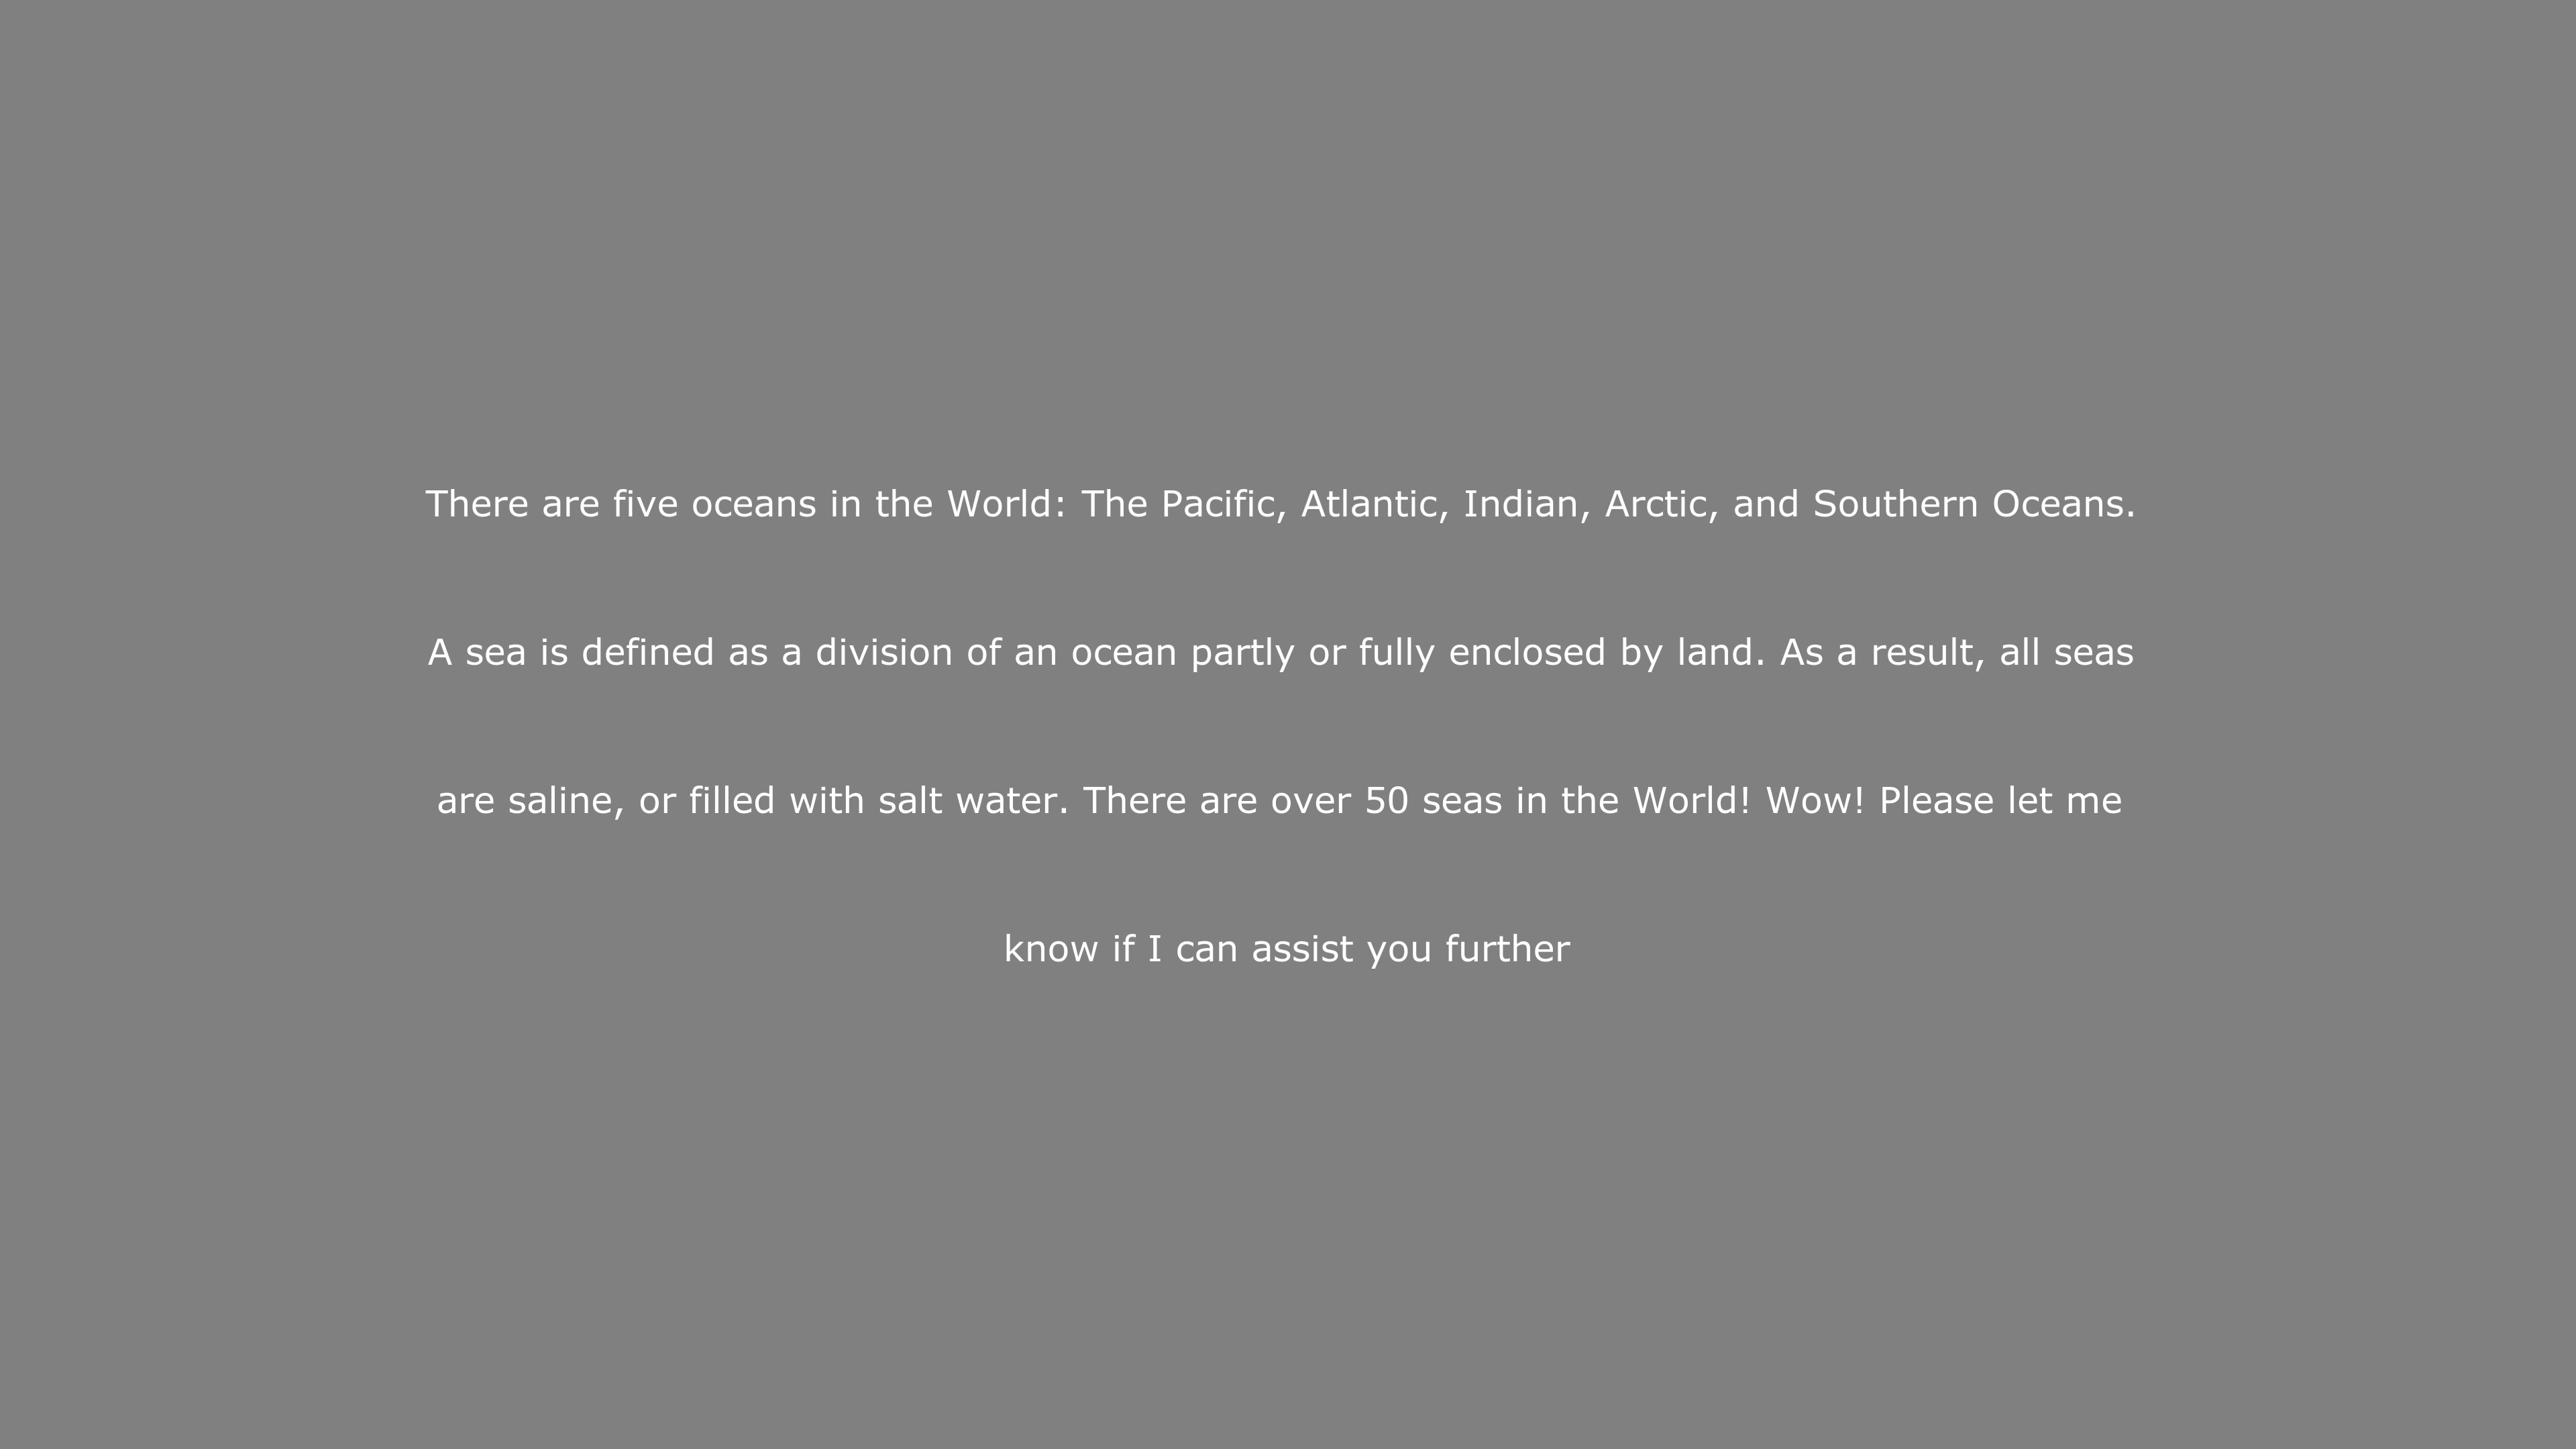 There are five oceans in the World: The Pacific, Atlantic, Indian, Arctic, and Southern Oceans.
A sea is defined as a division of an ocean partly or fully enclosed by land. As a result, all seas
are saline, or filled with salt water. There are over 50 seas in the World! Wow! Please let me
know if I can assist you further